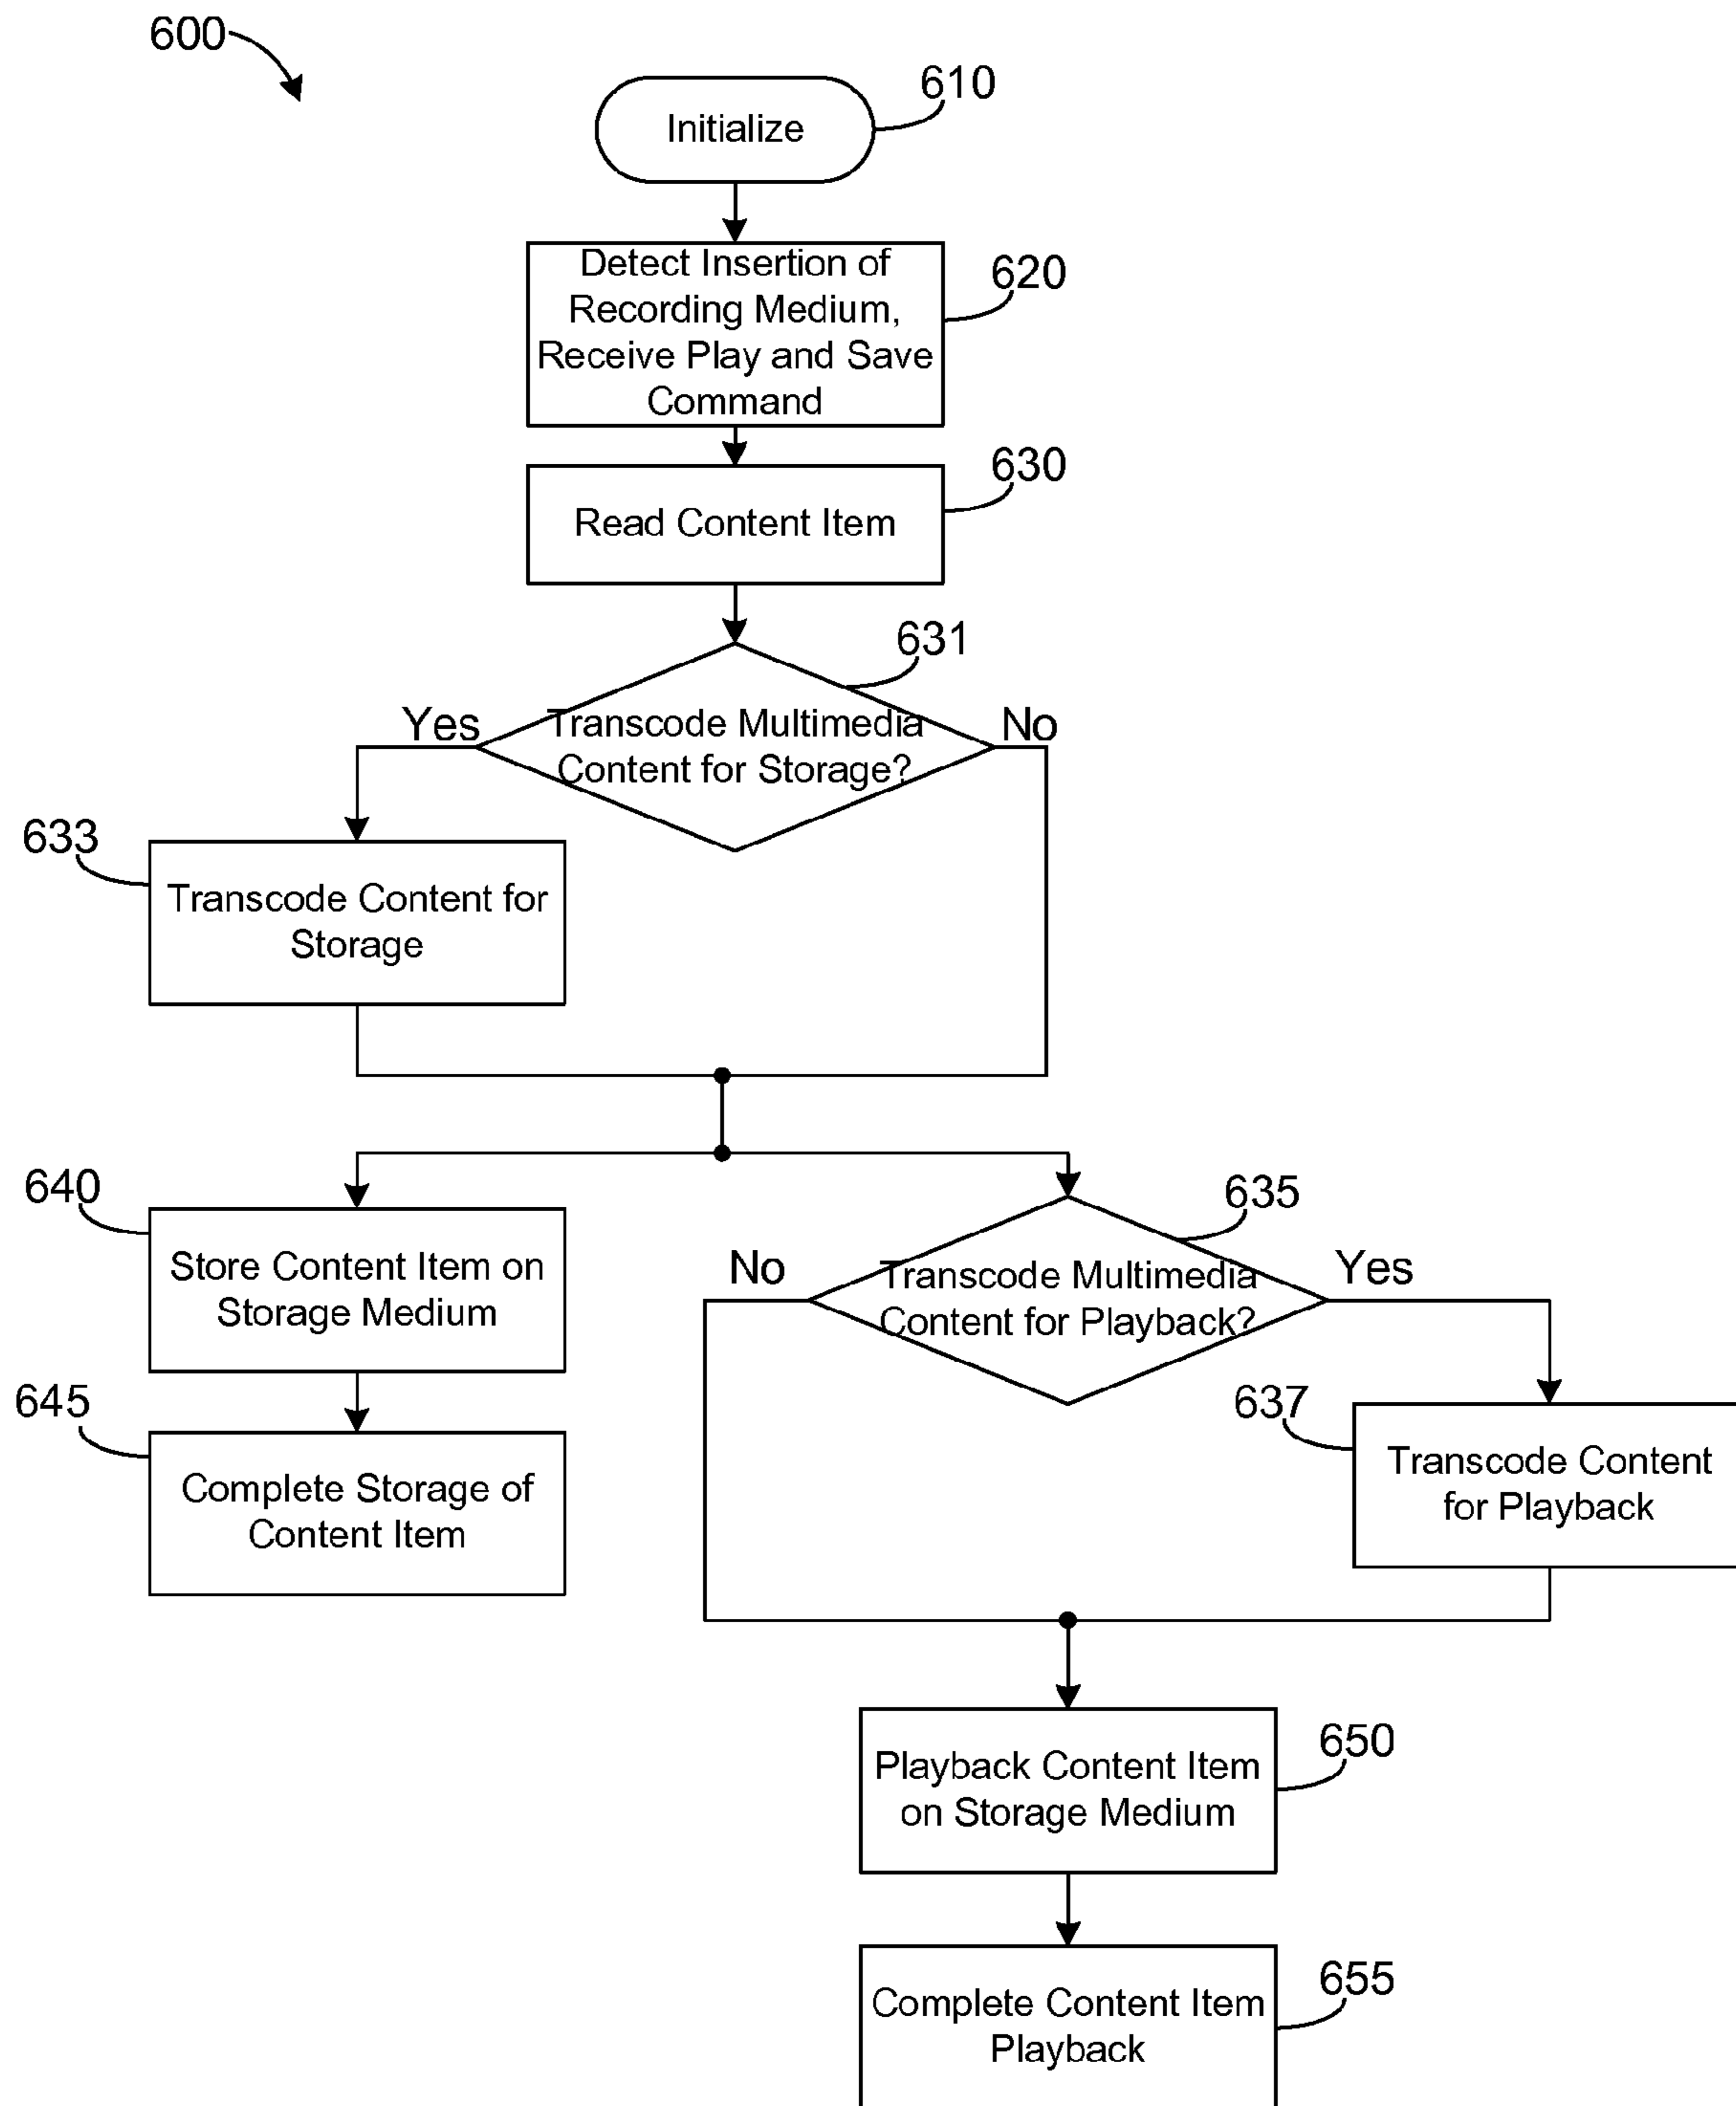 600
610
Initialize
620
Detect Insertion of
Recording Medium,
Receive Play and Save
Command
630
Read Content Item
631
Yes
No
Transcode Multimedia
Content for Storage?
633
Transcode Content for
Storage
640
Store Content Item on
Storage Medium
635
No
Yes
Transcode Multimedia
Content for Playback?
645
Complete Storage of
Content Item
637
Transcode Content
for Playback
650
Playback Content Item
on Storage Medium
655
Complete Content Item
Playback